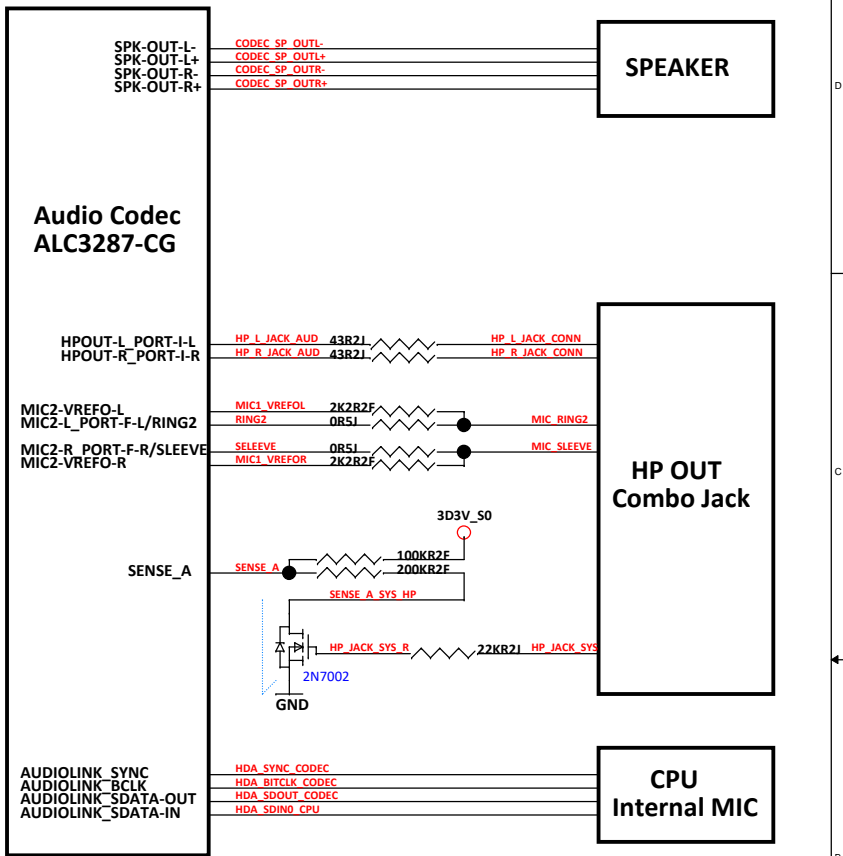 SPK-OUT-L- CODEC_SP_OUTL-
SPK-OUT-L+ CODEC_SP_OUTL+
SPK-OUT-R- CODEC_SP_OUTR-
SPK-OUT-R+ CODEC_SP_OUTR+
SPEAKER
D
Audio Codec
ALC3287-CG
HPOUT-L_PORT-I-L HP_L_JACK_AUD 43R2J HP_L_JACK_CONN
HPOUT-R_PORT-I-R HP_R_JACK_AUD 43R2J HP_R_JACK_CONN
MIC2-VREFO-L MIC1_VREFOL 2K2R2F
MIC2-L_PORT-F-L/RING2 RING2 0R5J MIC_RING2
MIC2-R_PORT-F-R/SLEEVE SELEEVE 0R5J MIC_SLEEVE
MIC2-VREFO-R MIC1_VREFOR 2K2R2F
HP OUT
Combo Jack
C
3D3V_S0
100KR2F
SENSE_A SENSE_A 200KR2F
SENSE_A_SYS_HP
HP_JACK_SYS_R 22KR2J HP_JACK_SYS
2N7002
GND
AUDIOLINK_SYNC HDA_SYNC_CODEC
AUDIOLINK_BCLK HDA_BITCLK_CODEC
AUDIOLINK_SDATA-OUT HDA_SDOUT_CODEC
AUDIOLINK_SDATA-IN HDA_SDIN0_CPU
CPU
Internal MIC